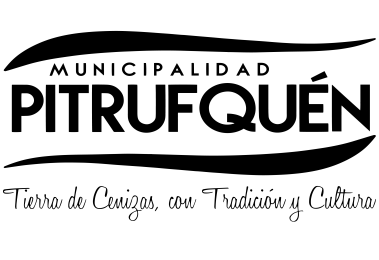 MUNICIPALIDAD
PITRUFQUÉN
Tierra de Cenizas, con Tradición y Cultura